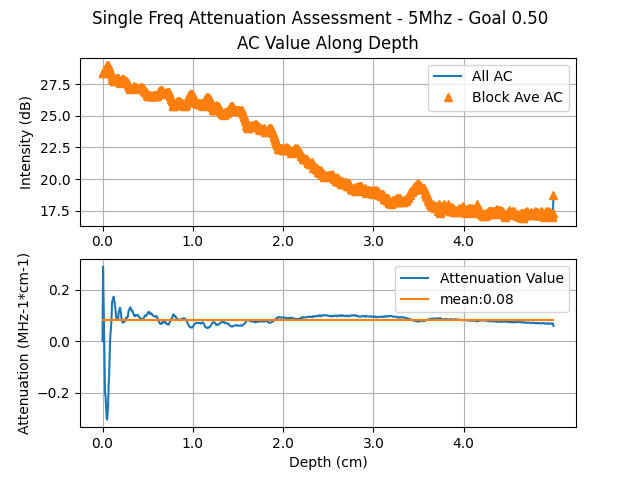 Single Freq Attenuation Assessment - 5Mhz - Goal 0.50
AC Value Along Depth
27.5
25.0
22.5
20.0
17.5
Intensity (dB)
All AC
Block Ave AC
0.0 1.0 2.0 3.0 4.0
0.2
0.0
−0.2
Attenuation (MHz-1*cm-1)
Attenuation Value
mean:0.08
0.0 1.0 2.0 3.0 4.0
Depth (cm)